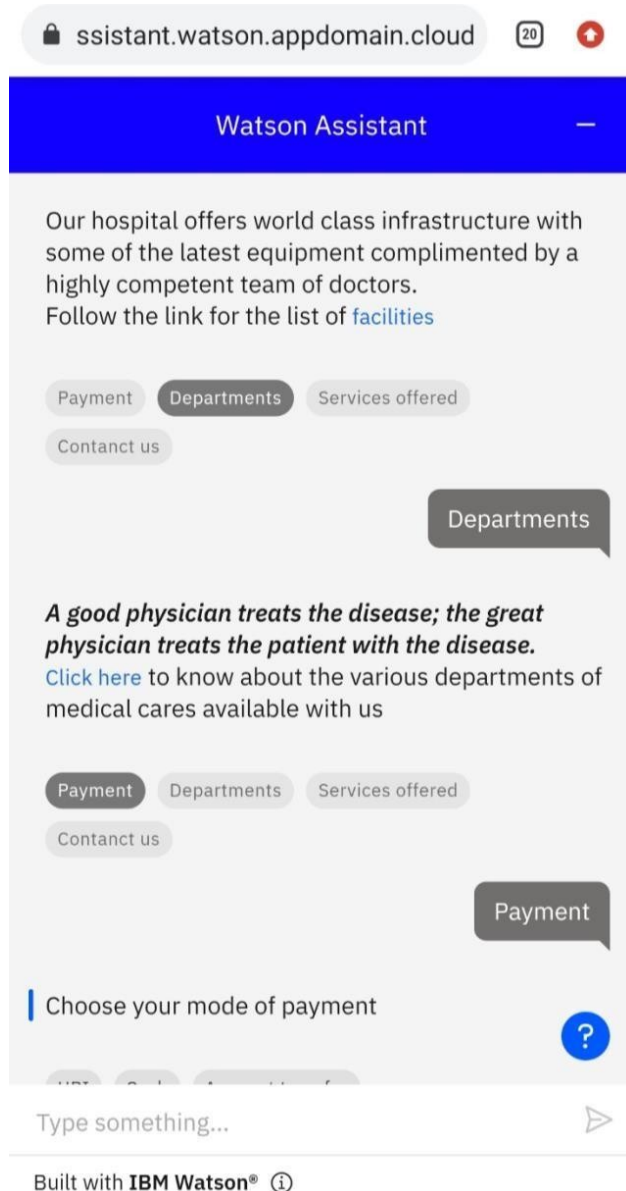 ssistant.watson.appdomain.cloud 20
Watson Assistant
Our hospital offers world class infrastructure with
some of the latest equipment complimented by a
highly competent team of doctors.
Follow the link for the list of facilities
Payment Departments Services offered
Contanct us
Departments
A good physician treats the disease; the great
physician treats the patient with the disease.
Click here to know about the various departments of
medical cares available with us
Payment Departments Services offered
Contanct us
Payment
Choose your mode of payment
?
Type something...
Built with IBM Watson®